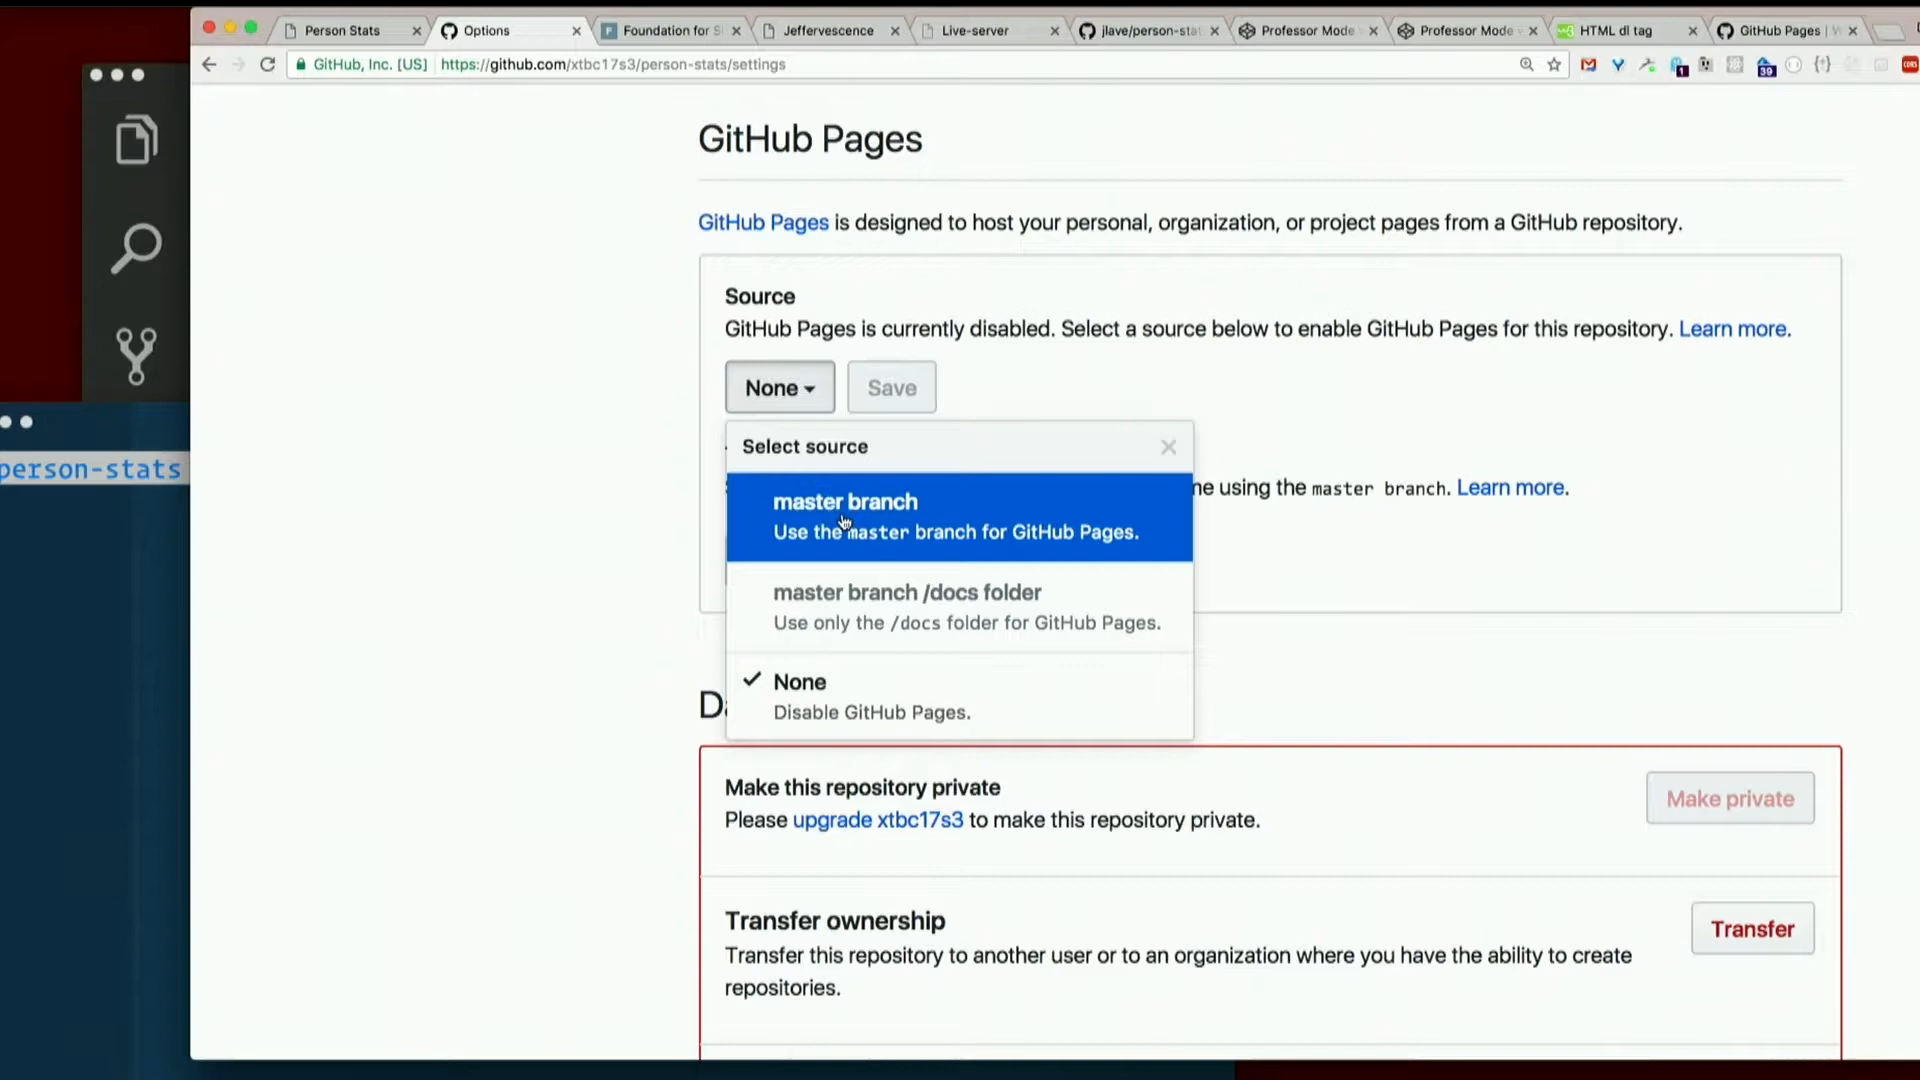 Person Stats
Options
Foundation for S
Jeffervescence
Live-server
jlave/person-stat
Professor Mode
Professor Mode
HTML dl tag
GitHub Pages |
GitHub, Inc. [US]
https://github.com/xtbc17s3/person-stats/settings
1
39
CORS
GitHub Pages
GitHub Pages is designed to host your personal, organization, or project pages from a GitHub repository.
Source
GitHub Pages is currently disabled. Select a source below to enable GitHub Pages for this repository. Learn more.
None
Save
person-stats
Select source
master branch
Use the master branch for GitHub Pages.
me using the master branch. Learn more.
master branch /docs folder
Use only the /docs folder for GitHub Pages.
None
Disable GitHub Pages.
Make this repository private
Please upgrade xtbc17s3 to make this repository private.
Make private
Transfer ownership
Transfer this repository to another user or to an organization where you have the ability to create
repositories.
Transfer